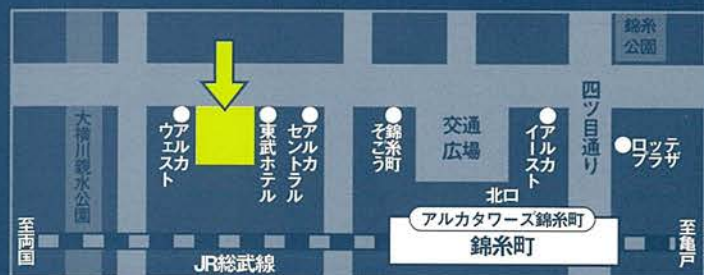 錦糸
公園
大横川親水公園
アルカ
ウェスト
東武ホテル
アルカ
セントラル
錦糸町
そごう
交通
広場
アルカ
イースト
四ツ目通り
ロッテ
プラザ
北口
アルカタワーズ錦糸町
錦糸町
至両国
JR総武線
至亀戸